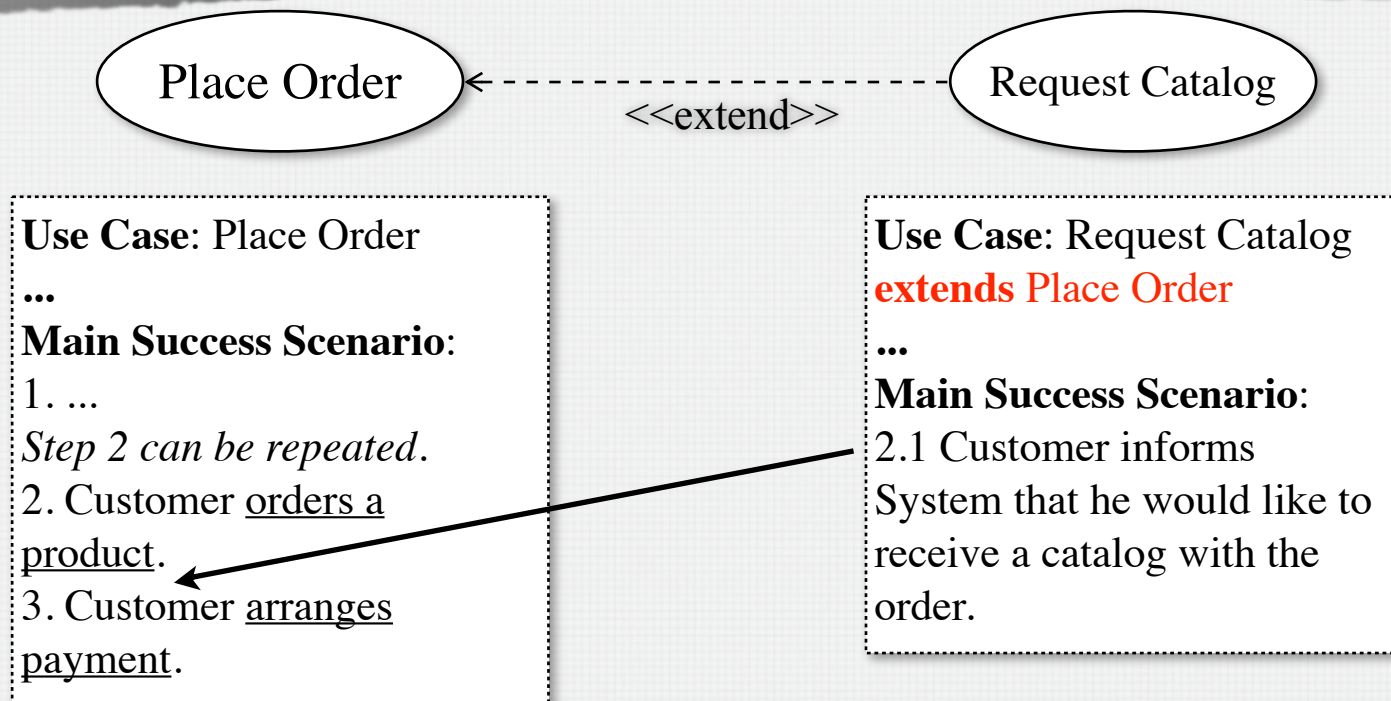 Place Order
<<extend>>
Request Catalog
Use Case: Place Order
...
Main Success Scenario:
1. ...
Step 2 can be repeated.
2. Customer orders a
product.
3. Customer arranges
payment.
Use Case: Request Catalog
extends Place Order
...
Main Success Scenario:
2.1 Customer informs
System that he would like to
receive a catalog with the
order.